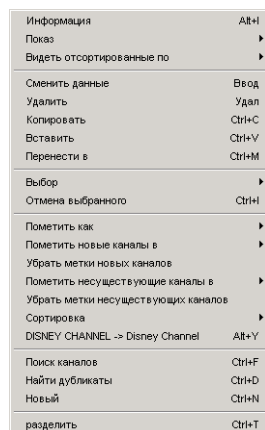 Информация Alt+I
Показ
Видеть отсортированные по
Сменить данные Ввод
Удалить Удал
Копировать Ctrl+C
Вставить Ctrl+V
Перенести в Ctrl+M
Выбор
Отмена выбранного Ctrl+I
Пометить как
Пометить новые каналы в
Убрать метки новых каналов
Пометить несуществующие каналы в
Убрать метки несуществующих каналов
Сортировка
DISNEY CHANNEL -> Disney Channel Alt+Y
Поиск каналов Ctrl+F
Найти дубликаты Ctrl+D
Новый Ctrl+N
разделить Ctrl+T